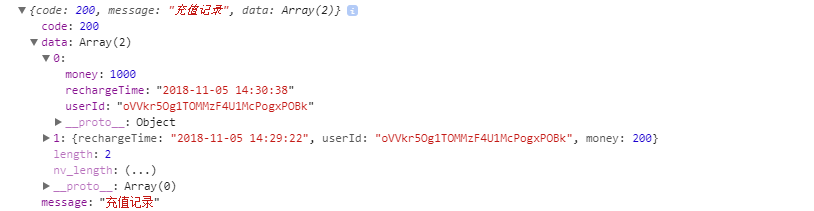 ▼{code: 200, message: "充值记录", data: Array(2)} i
code: 200
▼data: Array(2)
▼0:
money: 1000
rechargeTime: "2018-11-05 14:30:38"
userId: "oVVkr5Og1TOMMzF4U1McPogxPOBk"
▶__proto__: Object
▶1: {rechargeTime: "2018-11-05 14:29:22", userId: "oVVkr5Og1TOMMzF4U1McPogxPOBk", money: 200}
length: 2
nv_length: (...)
▶__proto__: Array(0)
message: "充值记录"